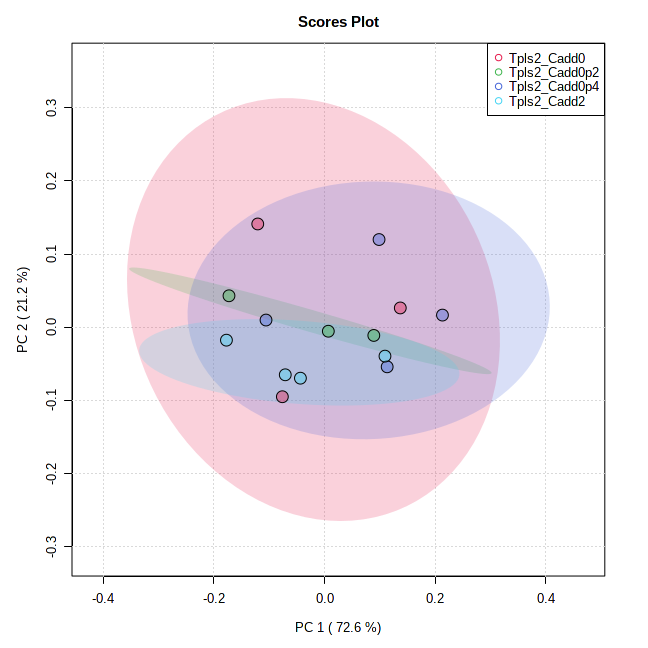 Scores Plot
Tpls2_Cadd0
Tpls2_Cadd0p2
Tpls2_Cadd0p4
Tpls2_Cadd2
0.3
0.2
0.1
0.0
-0.1
-0.2
-0.3
PC 2 ( 21.2 %)
-0.4
-0.2
0.0
0.2
0.4
PC 1 ( 72.6 %)